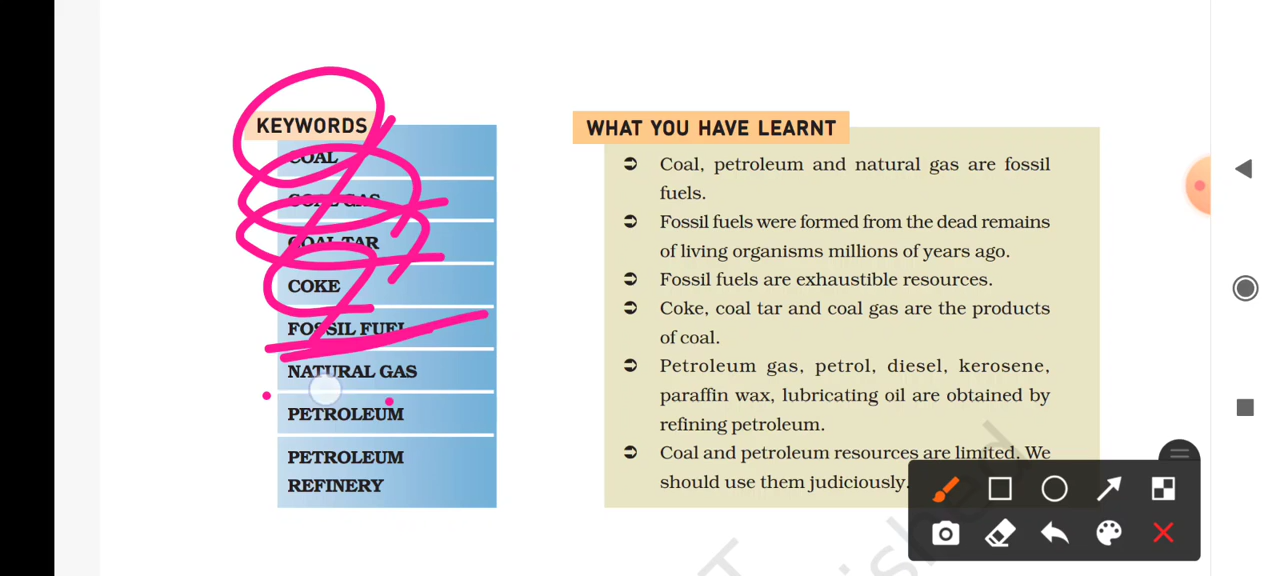 KEYWORDS
COAL
COAL GAS
COAL TAR
COKE
FOSSIL FUEL
NATURAL GAS
PETROLEUM
PETROLEUM
REFINERY
WHAT YOU HAVE LEARNT
➲ Coal, petroleum and natural gas are fossil
fuels.
➲ Fossil fuels were formed from the dead remains
of living organisms millions of years ago.
➲ Fossil fuels are exhaustible resources.
➲ Coke, coal tar and coal gas are the products
of coal.
➲ Petroleum gas, petrol, diesel, kerosene,
paraffin wax, lubricating oil are obtained by
refining petroleum.
➲ Coal and petroleum resources are limited. We
should use them judiciously.